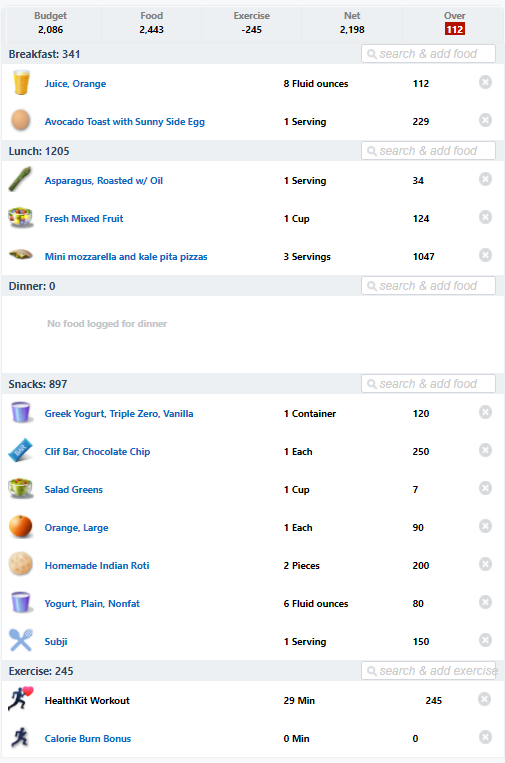 Budget Food Exercise Net Over
2,086 2,443 -245 2,198 112
Breakfast: 341 search & add food
Juice, Orange 8 Fluid ounces 112
Avocado Toast with Sunny Side Egg 1 Serving 229
Lunch: 1205 search & add food
Asparagus, Roasted w/ Oil 1 Serving 34
Fresh Mixed Fruit 1 Cup 124
Mini mozzarella and kale pita pizzas 3 Servings 1047
Dinner: 0 search & add food
No food logged for dinner
Snacks: 897 search & add food
Greek Yogurt, Triple Zero, Vanilla 1 Container 120
Clif Bar, Chocolate Chip 1 Each 250
Salad Greens 1 Cup 7
Orange, Large 1 Each 90
Homemade Indian Roti 2 Pieces 200
Yogurt, Plain, Nonfat 6 Fluid ounces 80
Subji 1 Serving 150
Exercise: 245 search & add exercise
HealthKit Workout 29 Min 245
Calorie Burn Bonus 0 Min 0